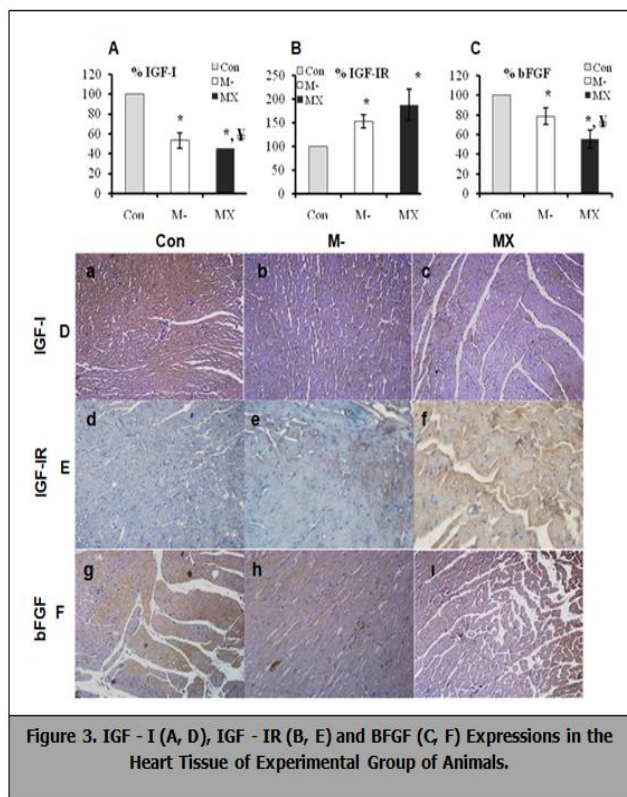 A B C
% IGF-I % IGF-IR % bFGF
Con Con Con
M- M- M-
MX MX MX
120 250 120
100 200 100
80 150 80
60 100 60
40 50 40
20 0 20
0 0
* *, ¥ * * * *, ¥
Con M- MX Con M- MX Con M- MX
Con M- MX
IGF-I D a b c
IGF-IR E d e f
bFGF F g h i
Figure 3. IGF - I (A, D), IGF - IR (B, E) and BFGF (C, F) Expressions in the
Heart Tissue of Experimental Group of Animals.